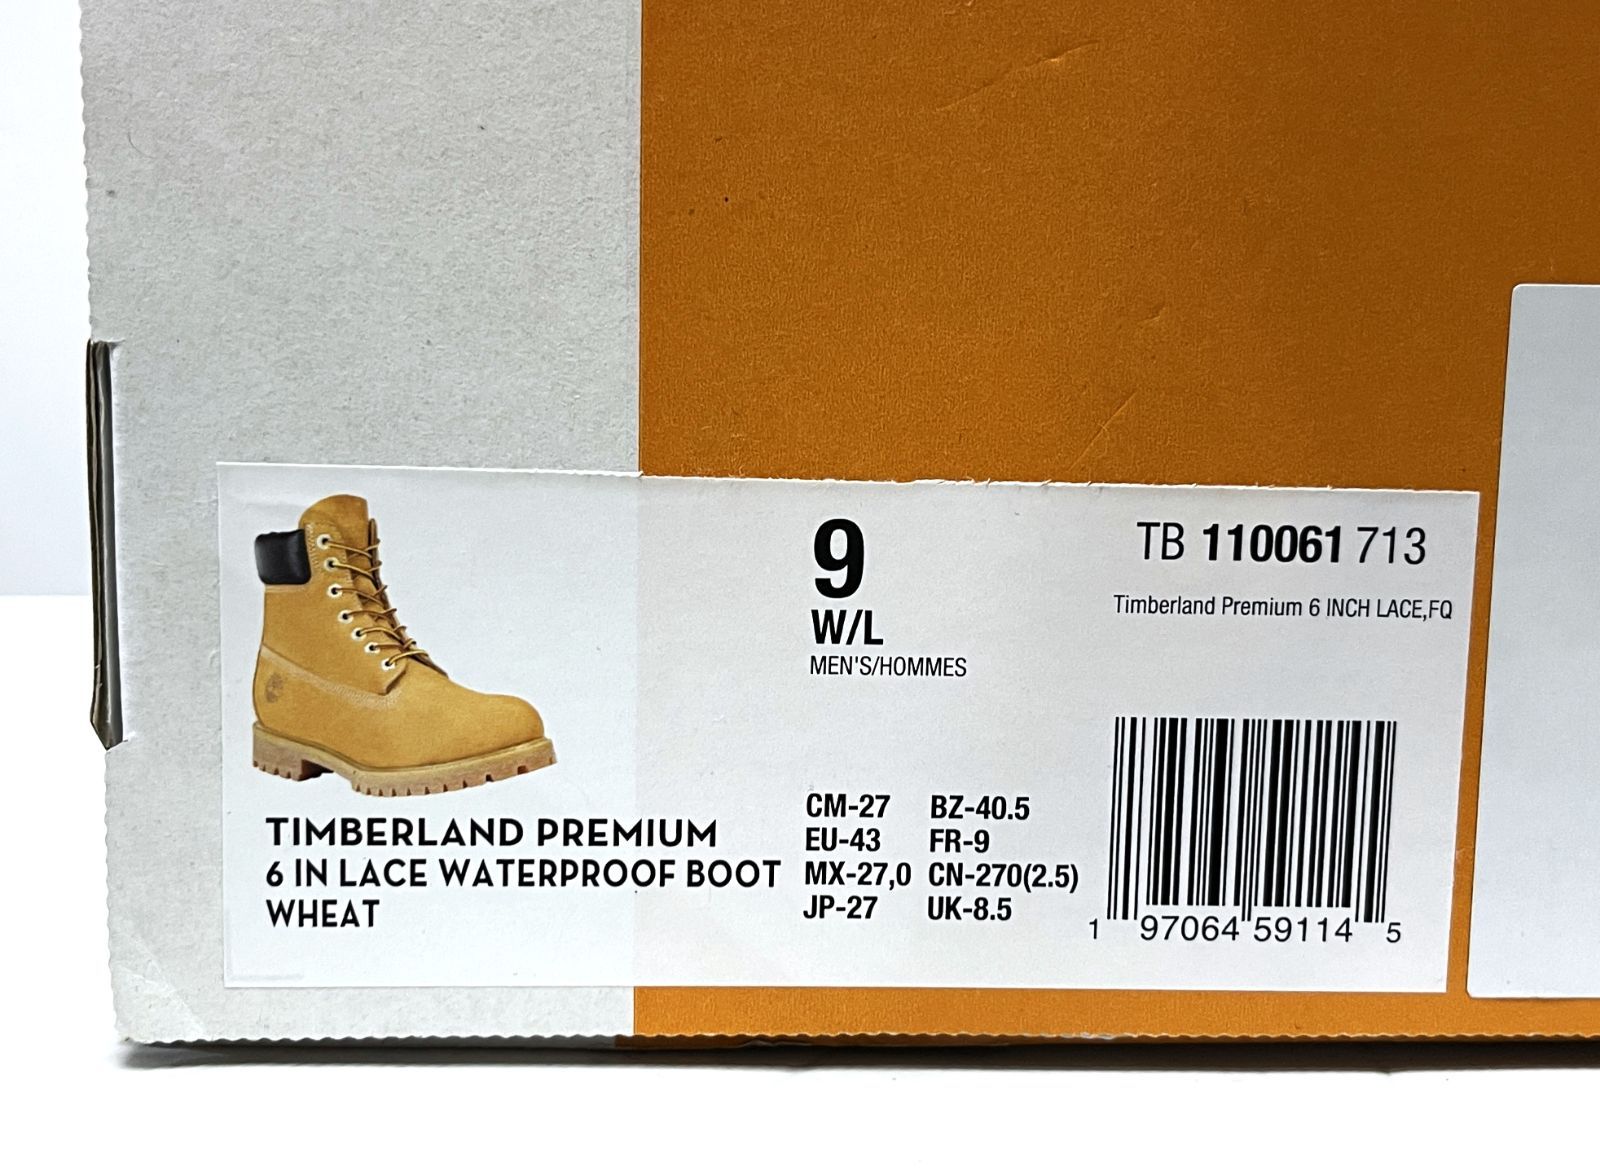 9
W/L
MEN'S/HOMMES
TB 110061 713
Timberland Premium 6 INCH LACE,FQ
TIMBERLAND PREMIUM
6 IN LACE WATERPROOF BOOT
WHEAT
CM-27 BZ-40.5
EU-43 FR-9
MX-27,0 CN-270(2.5)
JP-27 UK-8.5
1 97064 59114 5